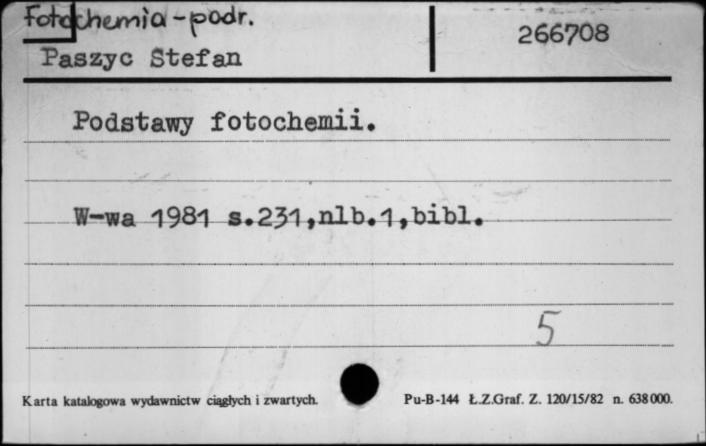 Fotochemia-podr.
266708
Paszyc Stefan
Podstawy fotochemii.
W-wa 1981 s.231,nlb.1,bibl.
5
Karta katalogowa wydawnictw ciągłych i zwartych.
Pu-B-144 Ł.Z.Graf. Z. 120/15/82 n. 638000.